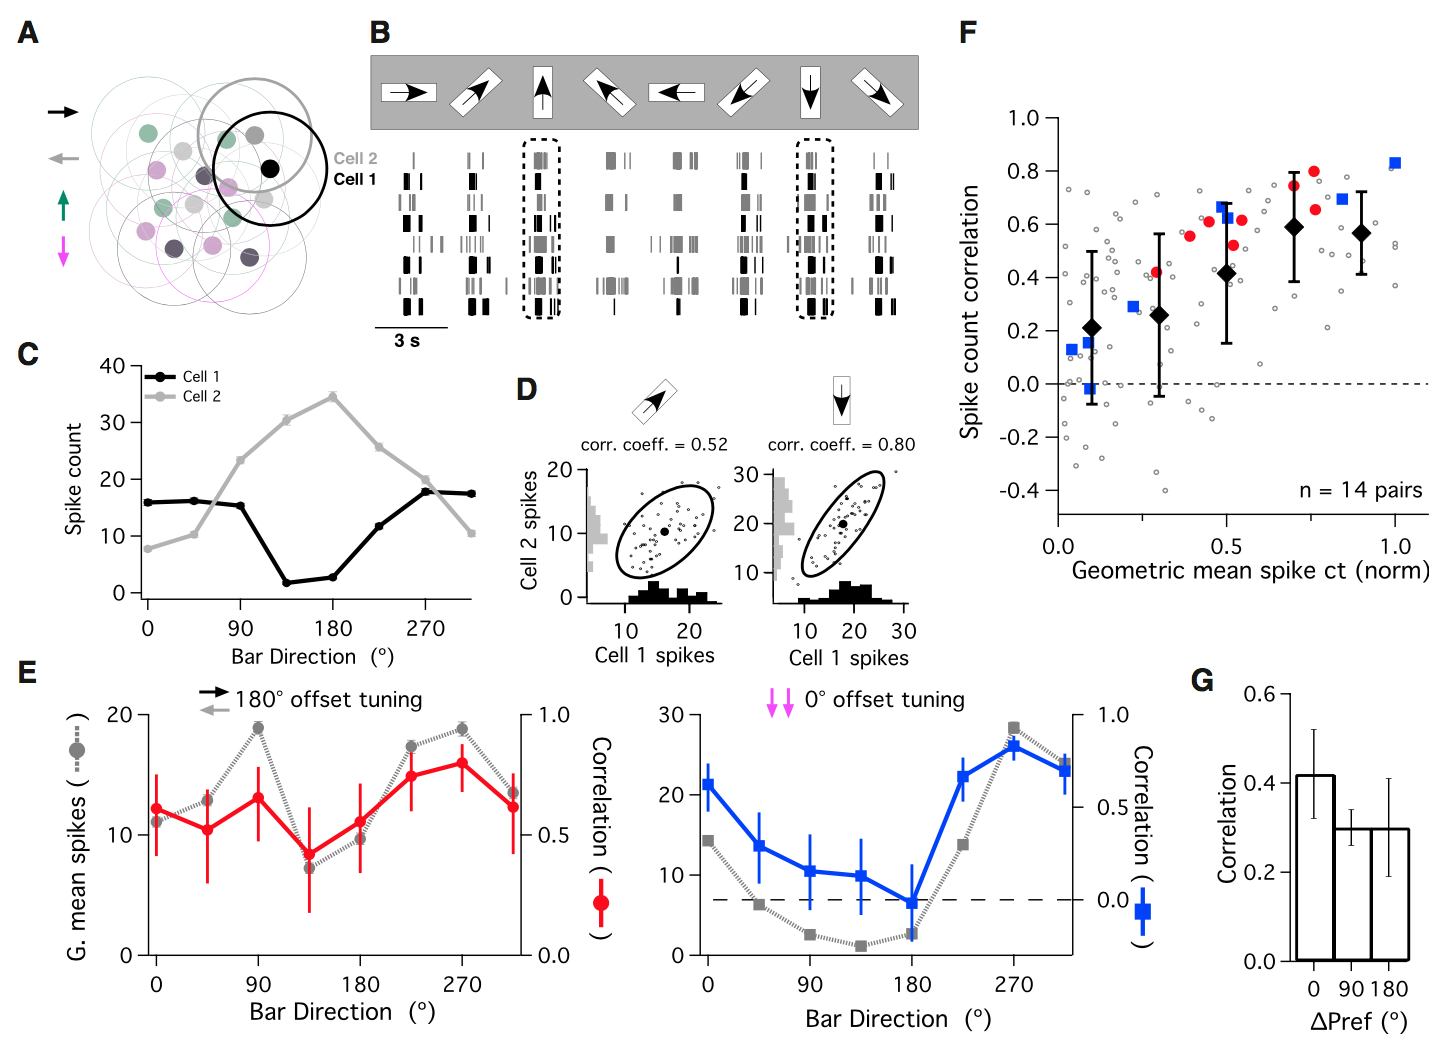 A
B
Cell 2
Cell 1
3 s
C
40
30
20
10
0
Spike count
Cell 1
Cell 2
0
90
180
270
Bar Direction (°)
D
corr. coeff. = 0.52
corr. coeff. = 0.80
Cell 2 spikes
20
10
0
10
20
Cell 1 spikes
30
20
10
10
20
30
Cell 1 spikes
E
180° offset tuning
G. mean spikes ( )
20
10
0
1.0
0.5
0.0
Correlation ( )
0
90
180
270
Bar Direction (°)
0° offset tuning
30
20
10
0
1.0
0.5
0.0
Correlation ( )
0
90
180
270
Bar Direction (°)
F
Spike count correlation
1.0
0.8
0.6
0.4
0.2
0.0
-0.2
-0.4
n = 14 pairs
0.0
0.5
1.0
Geometric mean spike ct (norm)
G
Correlation
0.6
0.4
0.2
0.0
0
90
180
ΔPref (°)